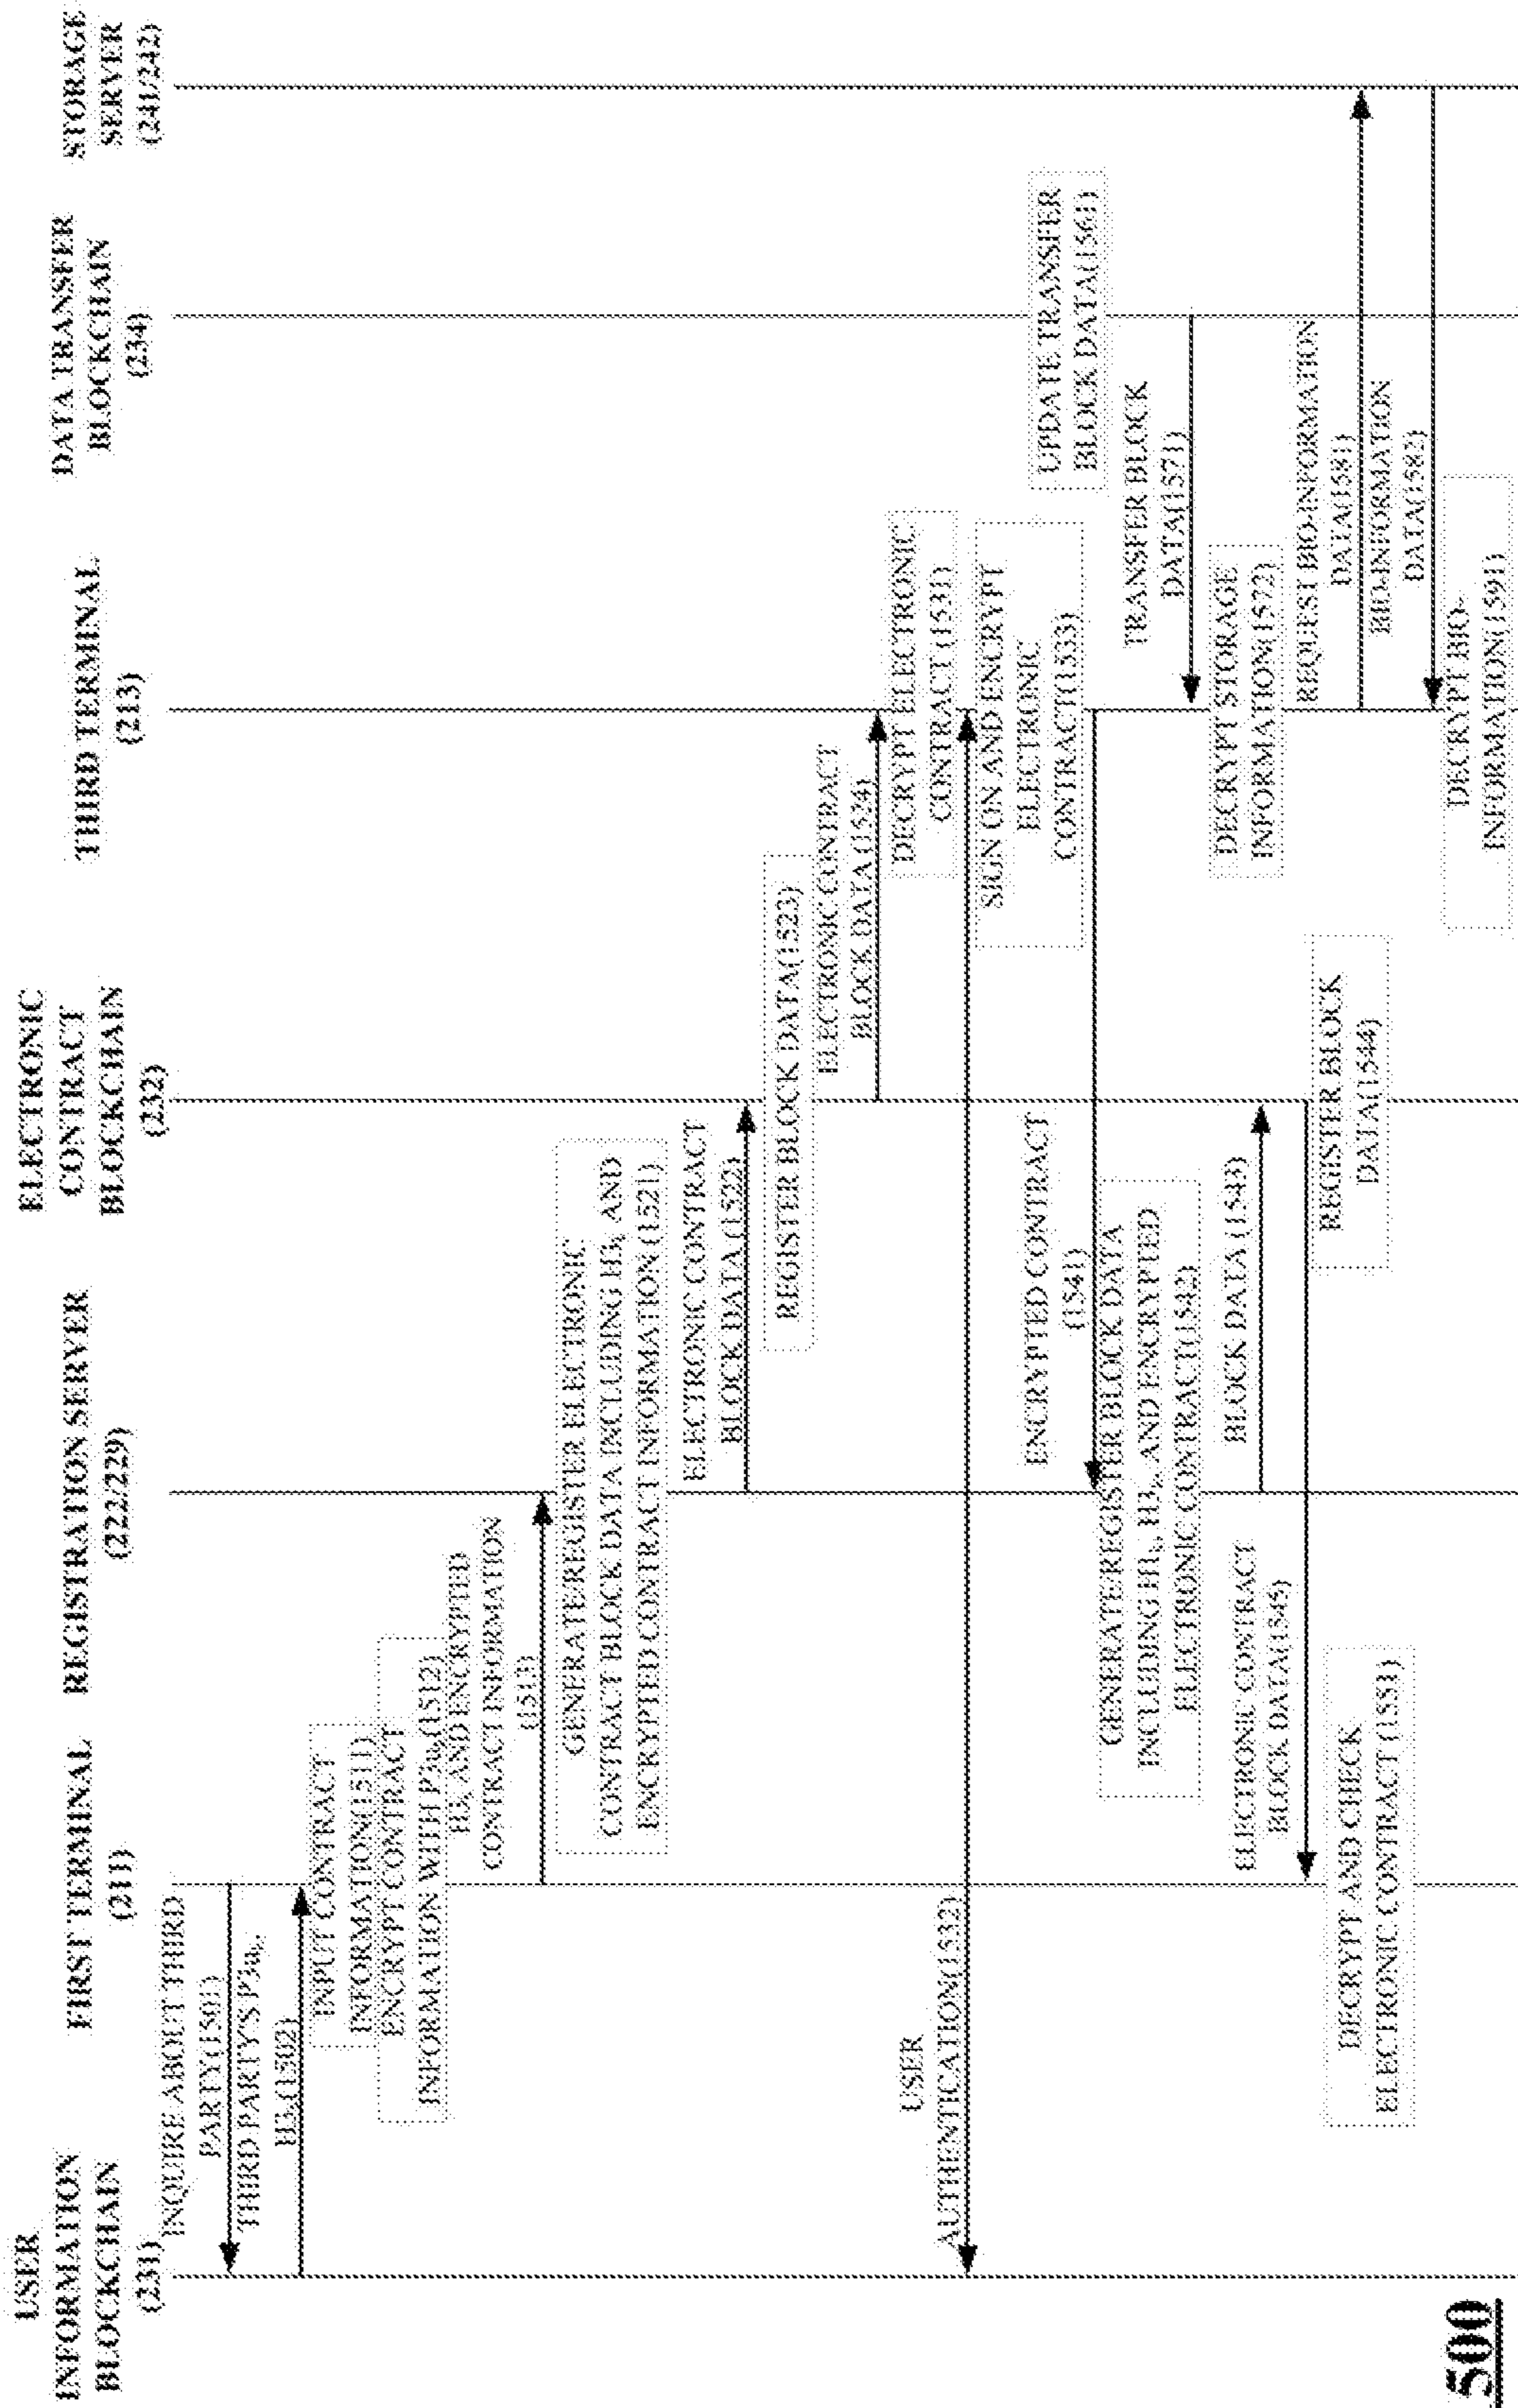 USER
INFORMATION
BLOCKCHAIN
(231)
FIRST TERMINAL
(211)
REGISTRATION SERVER
(222/229)
ELECTRONIC
CONTRACT
BLOCKCHAIN
(232)
THIRD TERMINAL
(213)
DATA TRANSFER
BLOCKCHAIN
(234)
STORAGE
SERVER
(241/242)
INQUIRE ABOUT THIRD
PARTY(1501)
THIRD PARTY'S
(1502)
INPUT CONTRACT
INFORMATION(1511)
ENCRYPT CONTRACT
INFORMATION WITH (1512)
AND ENCRYPTED
CONTRACT INFORMATION
(1513)
GENERATE/REGISTER ELECTRONIC
CONTRACT BLOCK DATA INCLUDING AND
ENCRYPTED CONTRACT INFORMATION (1521)
ELECTRONIC CONTRACT
BLOCK DATA (1522)
REGISTER BLOCK DATA(1523)
ELECTRONIC CONTRACT
BLOCK DATA (1524)
DECRYPT ELECTRONIC
CONTRACT (1531)
USER
AUTHENTICATION(1532)
SIGN ON AND ENCRYPT
ELECTRONIC
CONTRACT(1533)
ENCRYPTED CONTRACT
(1541)
GENERATE/REGISTER BLOCK DATA
INCLUDING AND ENCRYPTED
ELECTRONIC CONTRACT(1542)
BLOCK DATA (1543)
REGISTER BLOCK
DATA(1544)
ELECTRONIC CONTRACT
BLOCK DATA(1545)
DECRYPT AND CHECK
ELECTRONIC CONTRACT (1551)
UPDATE TRANSFER
BLOCK DATA(1561)
TRANSFER BLOCK
DATA(1571)
DECRYPT STORAGE
INFORMATION(1572)
REQUEST BIO-INFORMATION
DATA(1581)
BIO-INFORMATION
DATA(1582)
DECRYPT BIO-
INFORMATION(1591)
500